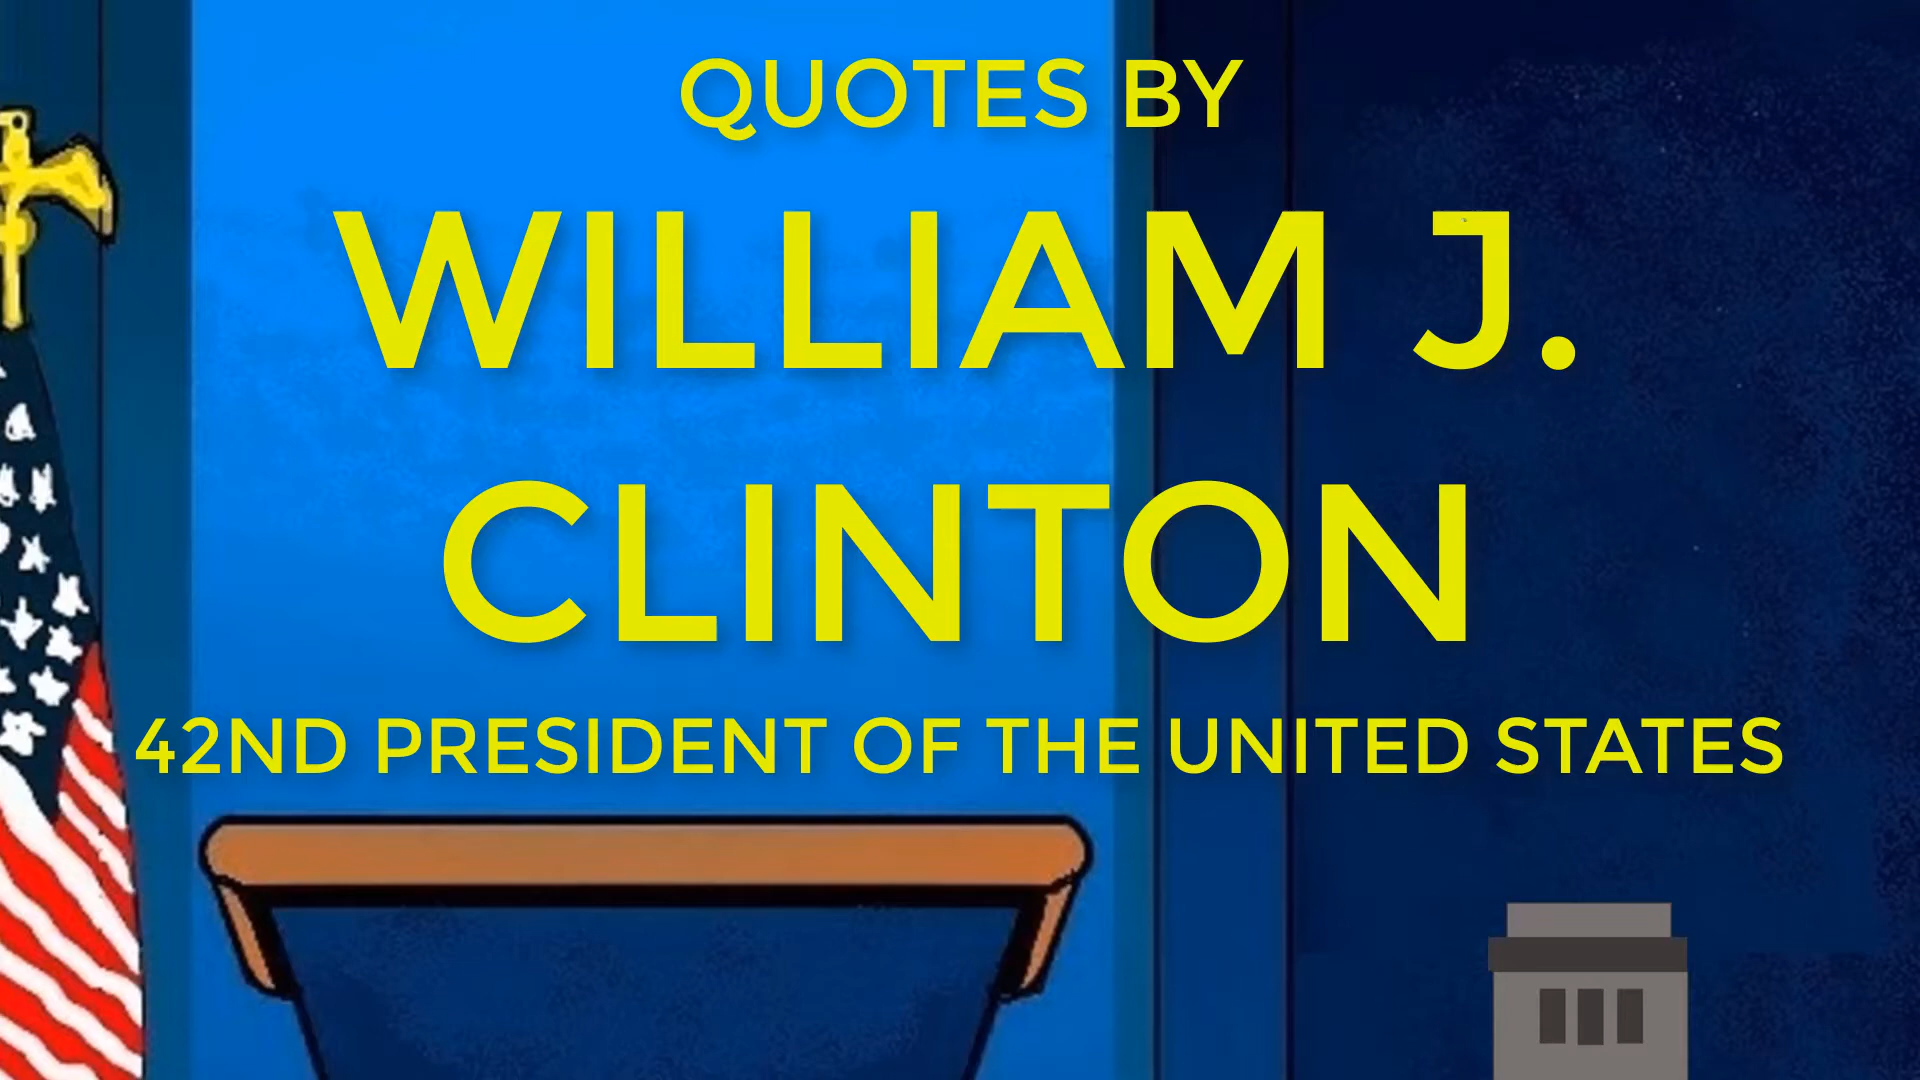 QUOTES BY
WILLIAM J.
CLINTON
42ND PRESIDENT OF THE UNITED STATES